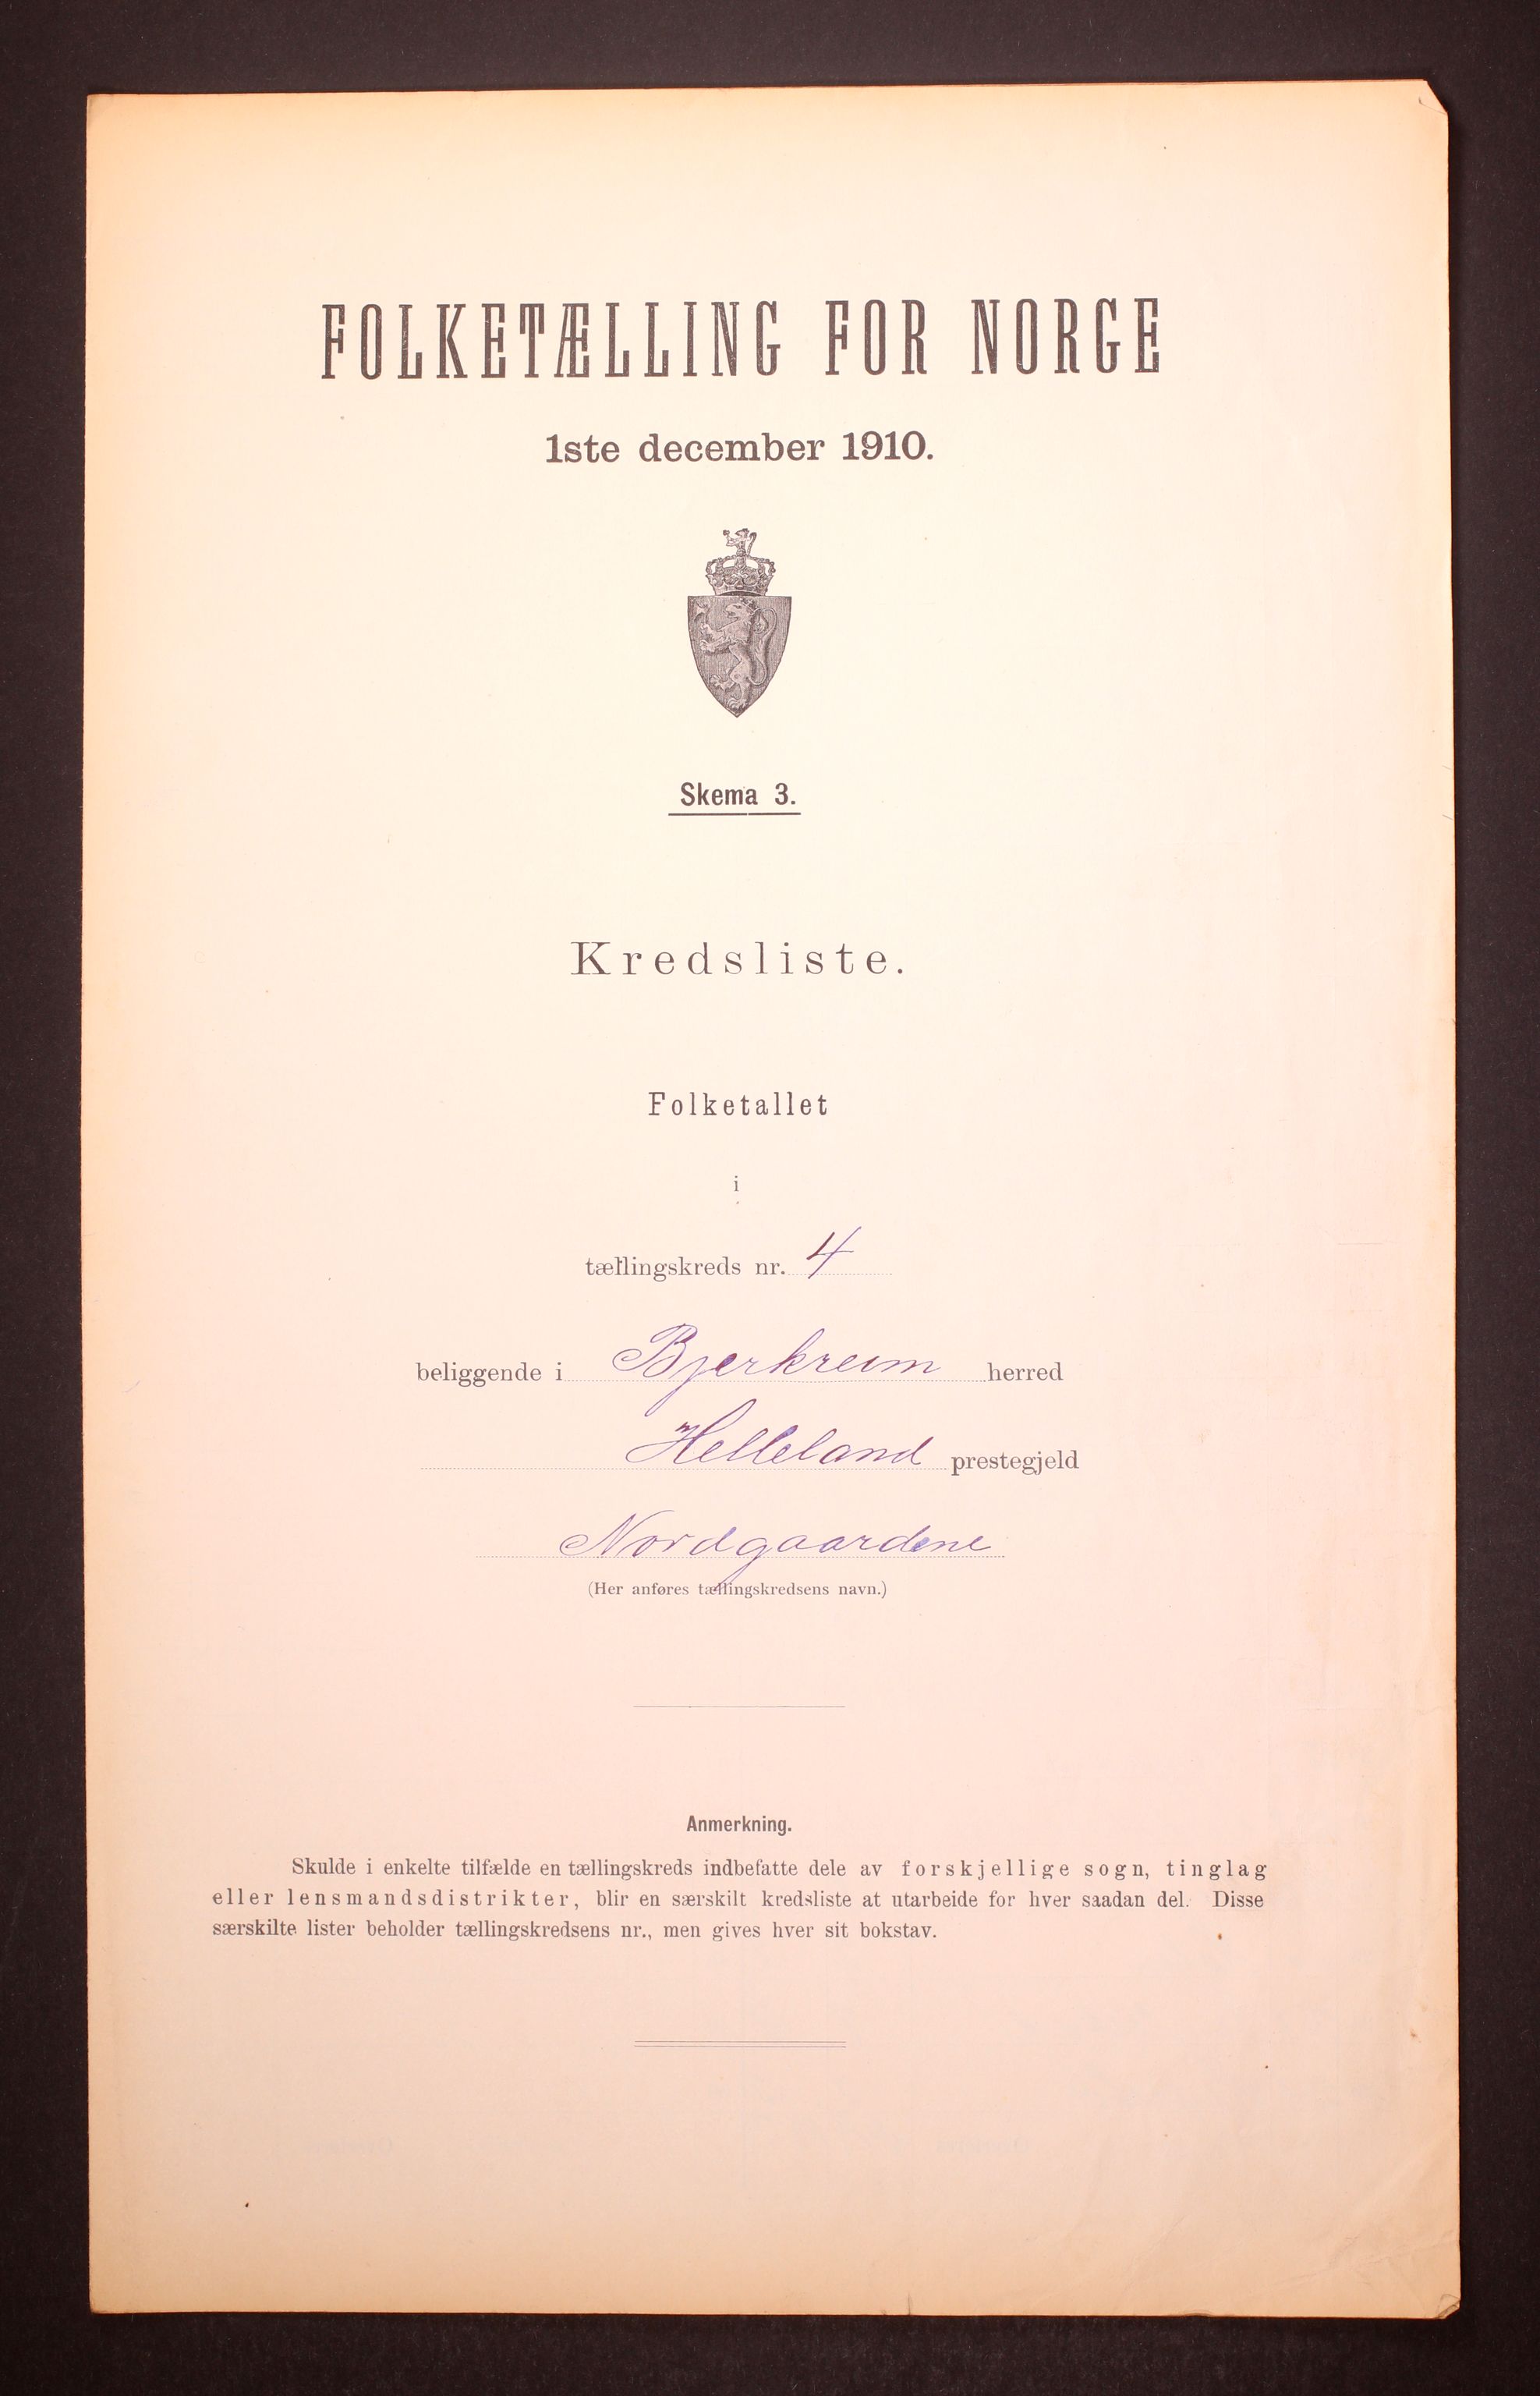 FOLKETÆLLING FOR NORGE
1ste december 1910.
Skema 3.
Kredsliste.
Folketallet
i
tællingskreds nr. 4
beliggende i Bjerkreim herred
Helleland prestegjeld
Nordgaardene
(Her anføres tællingskredsens navn.)
Anmerkning.
Skulde i enkelte tilfælde en tællingskreds indbefatte dele av forskjellige sogn, tinglag
eller lensmandsdistrikter, blir en særskilt kredsliste at utarbeide for hver saadan del. Disse
særskilte lister beholder tællingskredsens nr., men gives hver sit bokstav.